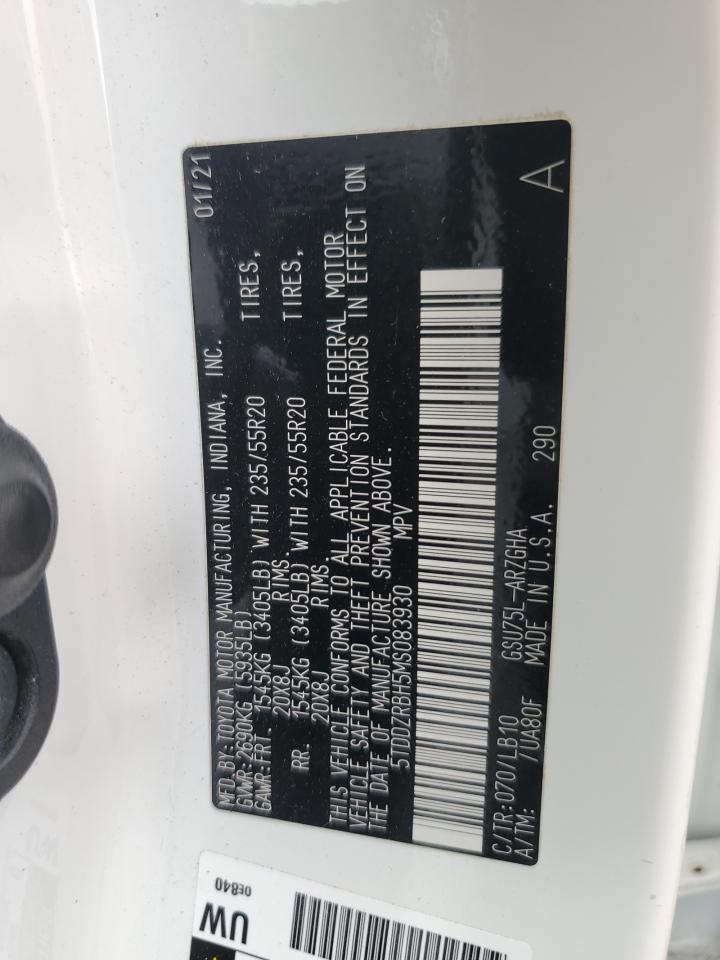 MFD.BY:TOYOTA MOTOR MANUFACTURING, INDIANA, INC. 01/21
GVWR:2690KG (5935LB)
GAWR:FRT. 1545KG (3405LB) WITH 235/55R20 TIRES,
20X8J RIMS.
RR. 1545KG (3405LB) WITH 235/55R20 TIRES,
20X8J RIMS.
THIS VEHICLE CONFORMS TO ALL APPLICABLE FEDERAL MOTOR
VEHICLE SAFETY AND THEFT PREVENTION STANDARDS IN EFFECT ON
THE DATE OF MANUFACTURE SHOWN ABOVE.
5TDDZRBH5MS083930 MPV
C/TR:070/LB10 GSU75L-ARZGHA
A/TM: /UA80F MADE IN U.S.A. 290 A
0E840
UW